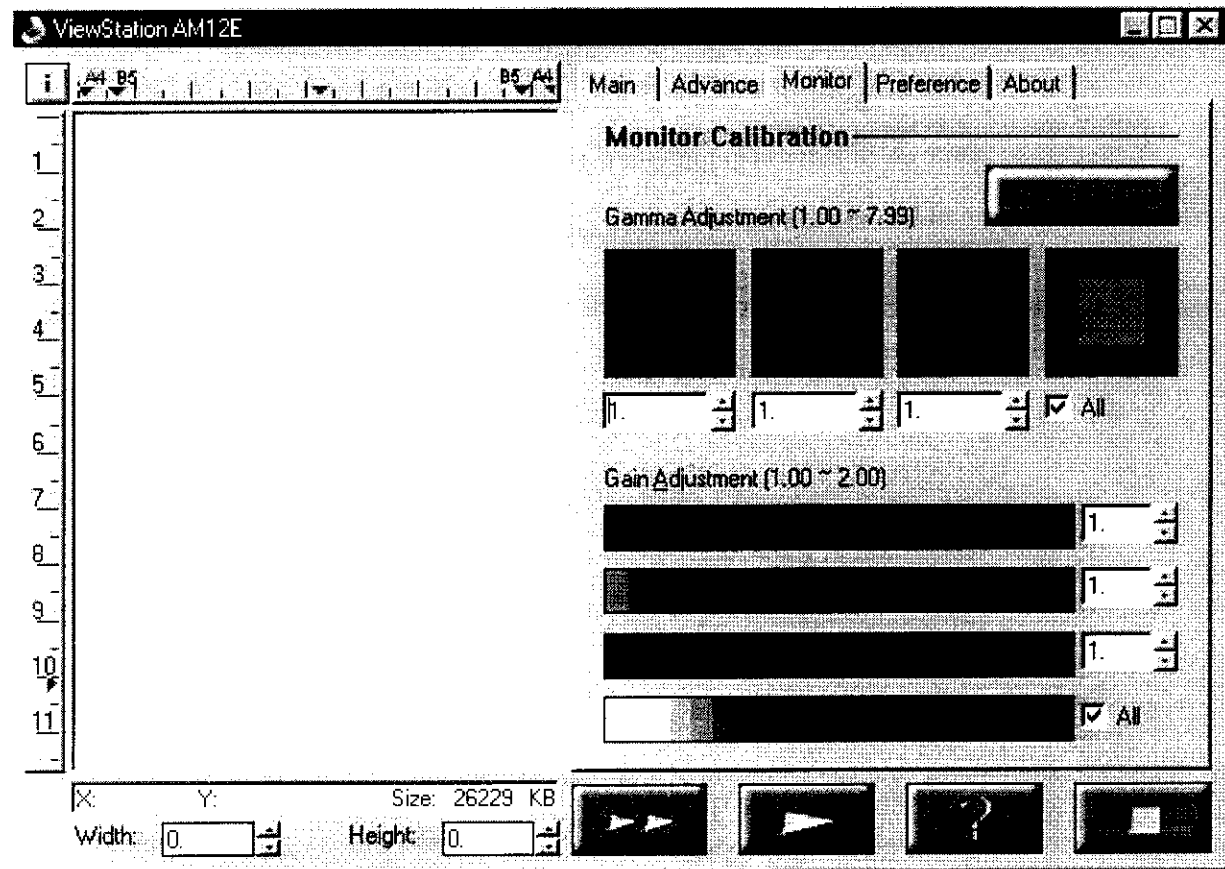 ViewStation AM12E
i
A4 B5 B5 A4
Main Advance Monitor Preference About
Monitor Calibration
Gamma Adjustment (1.00 ~ 7.99)
1. 1. 1. All
Gain Adjustment (1.00 ~ 2.00)
1.
1.
1.
All
1
2
3
4
5
6
7
8
9
10
11
X: Y: Size: 26229 KB
Width: 0. Height: 0.
?